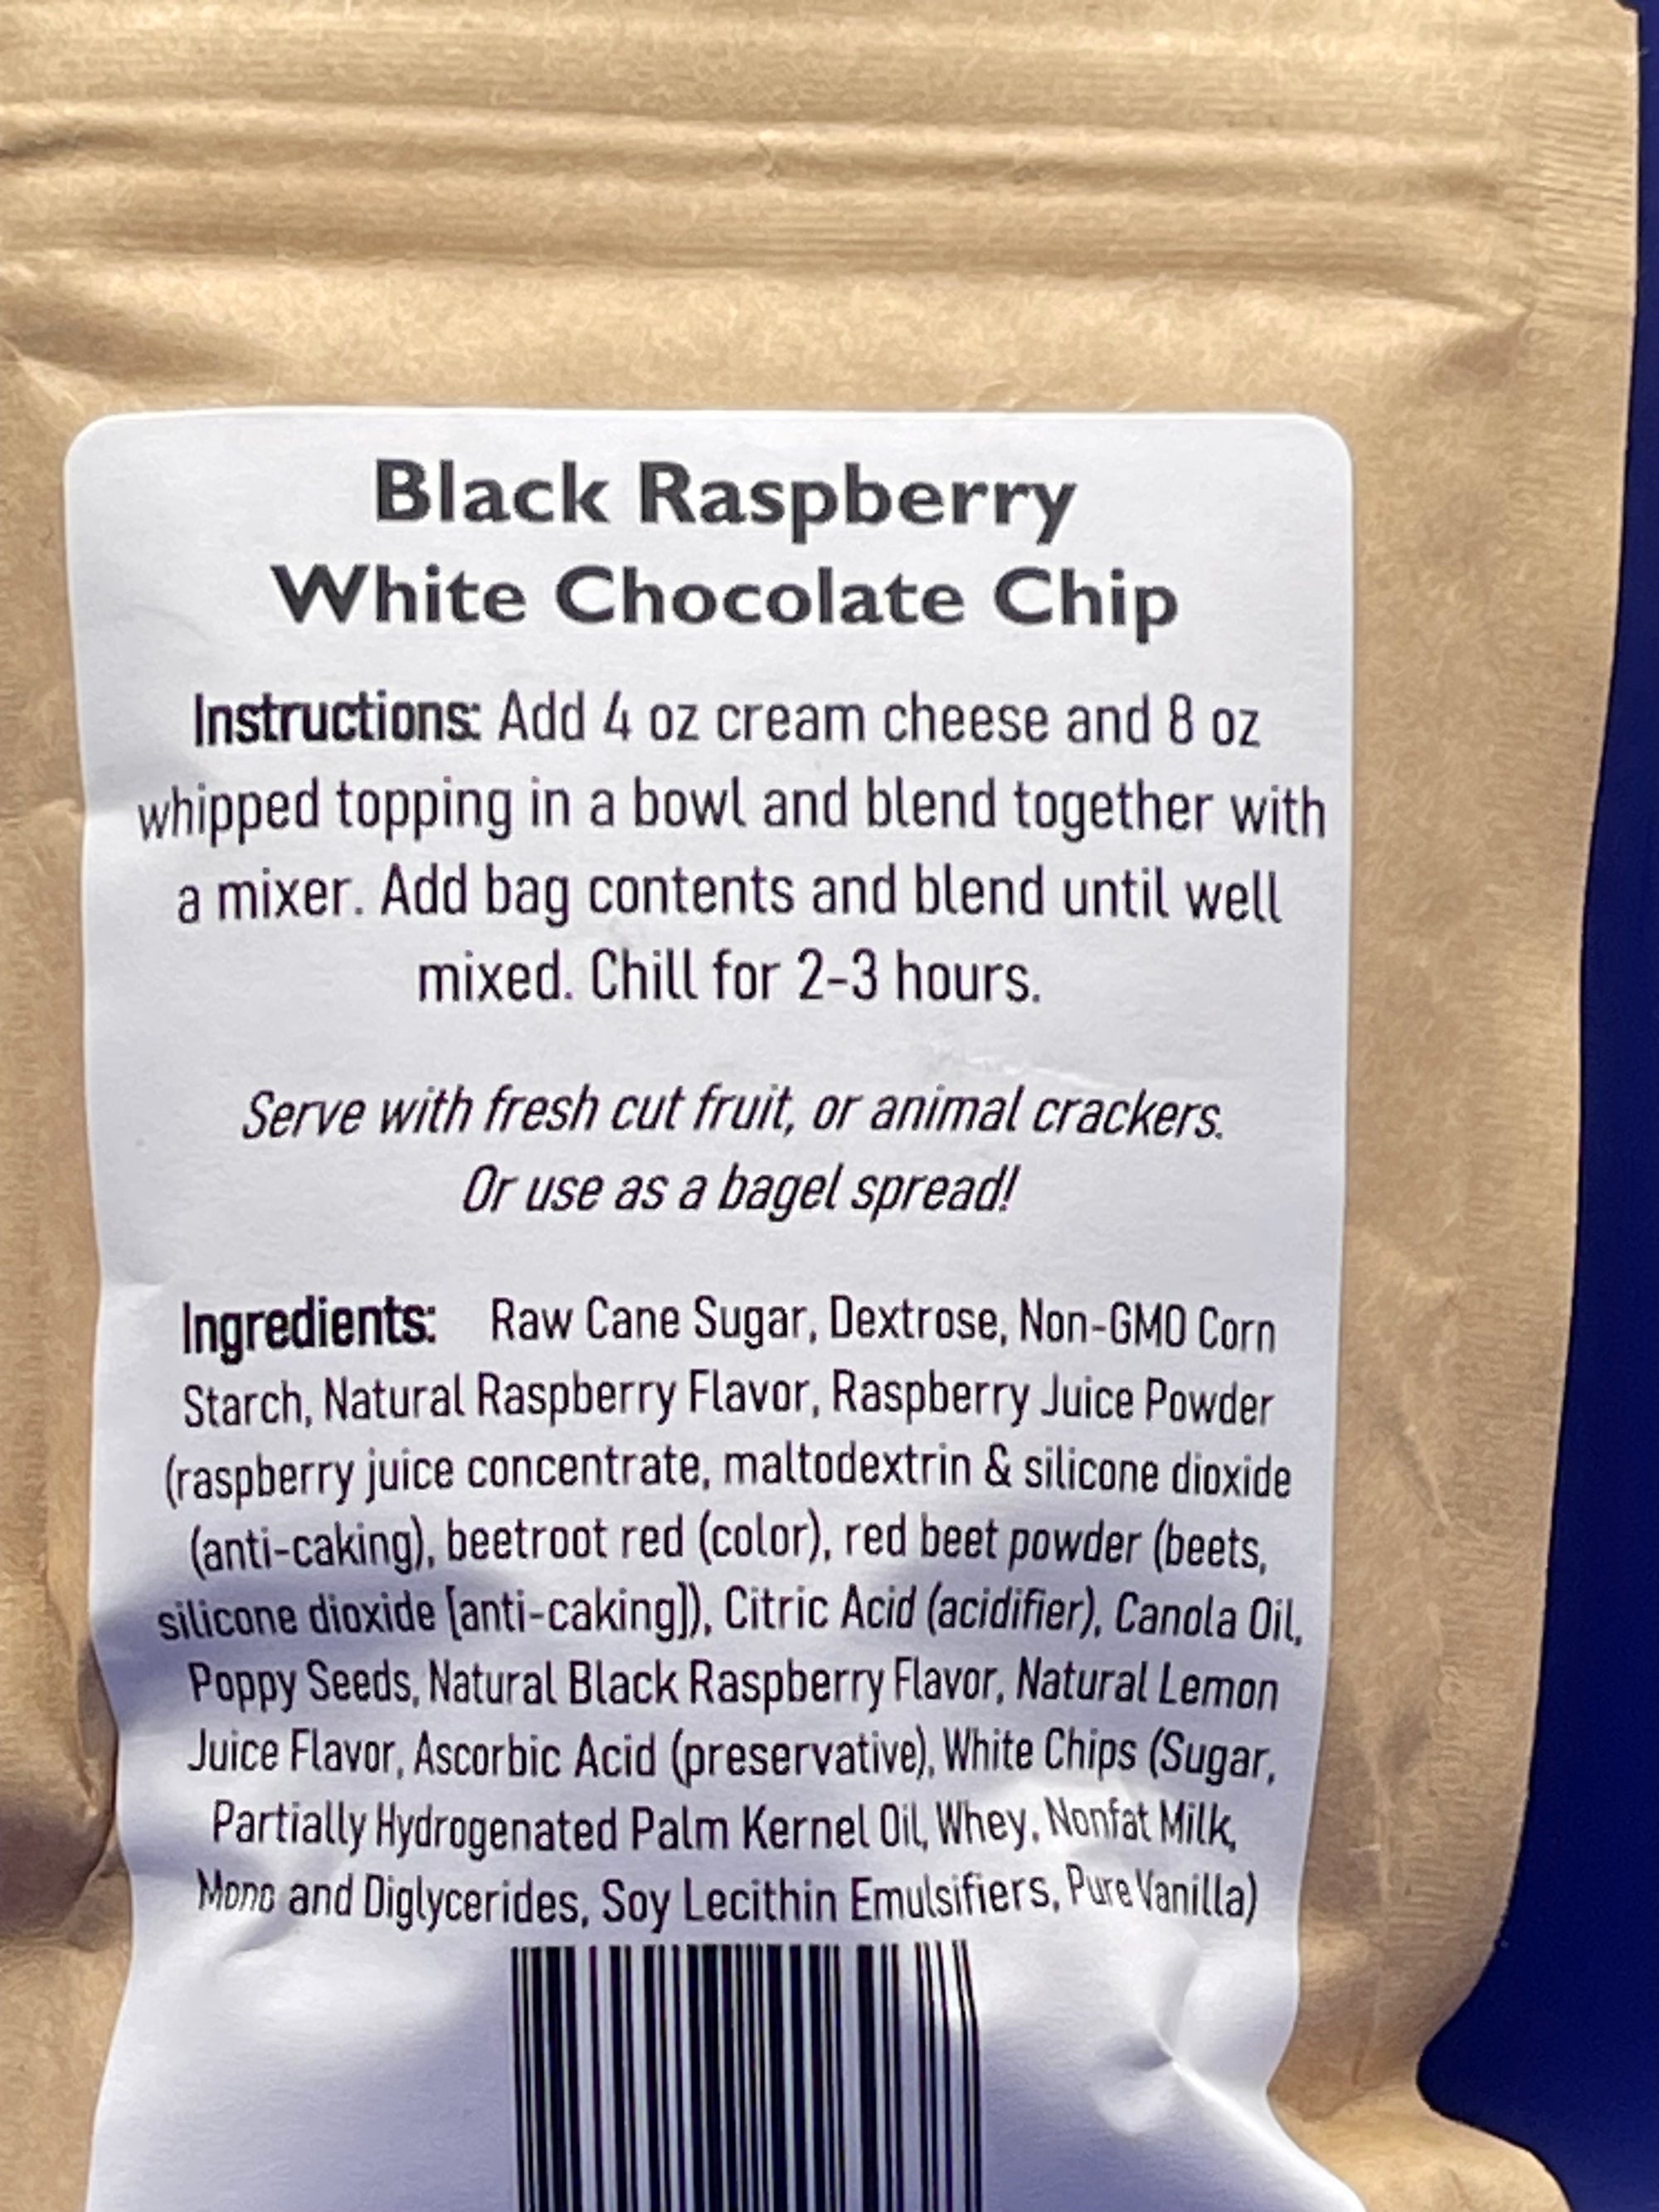 Black Raspberry
White Chocolate Chip
Instructions: Add 4 oz cream cheese and 8 oz
whipped topping in a bowl and blend together with
a mixer. Add bag contents and blend until well
mixed. Chill for 2-3 hours.
Serve with fresh cut fruit, or animal crackers.
Or use as a bagel spread!
Ingredients: Raw Cane Sugar, Dextrose, Non-GMO Corn
Starch, Natural Raspberry Flavor, Raspberry Juice Powder
(raspberry juice concentrate, maltodextrin & silicone dioxide
(anti-caking), beetroot red (color), red beet powder (beets,
silicone dioxide [anti-caking]), Citric Acid (acidifier), Canola Oil,
Poppy Seeds, Natural Black Raspberry Flavor, Natural Lemon
Juice Flavor, Ascorbic Acid (preservative), White Chips (Sugar,
Partially Hydrogenated Palm Kernel Oil, Whey, Nonfat Milk,
Mono and Diglycerides, Soy Lecithin Emulsifiers, Pure Vanilla)